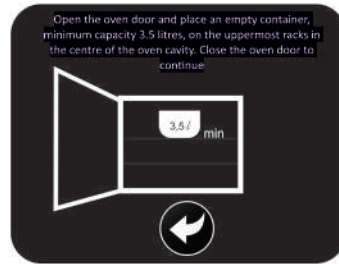 Open the oven door and place an empty container,
minimum capacity 3.5 litres, on the uppermost racks in
the centre of the oven cavity. Close the oven door to
continue
3.5ℓ min